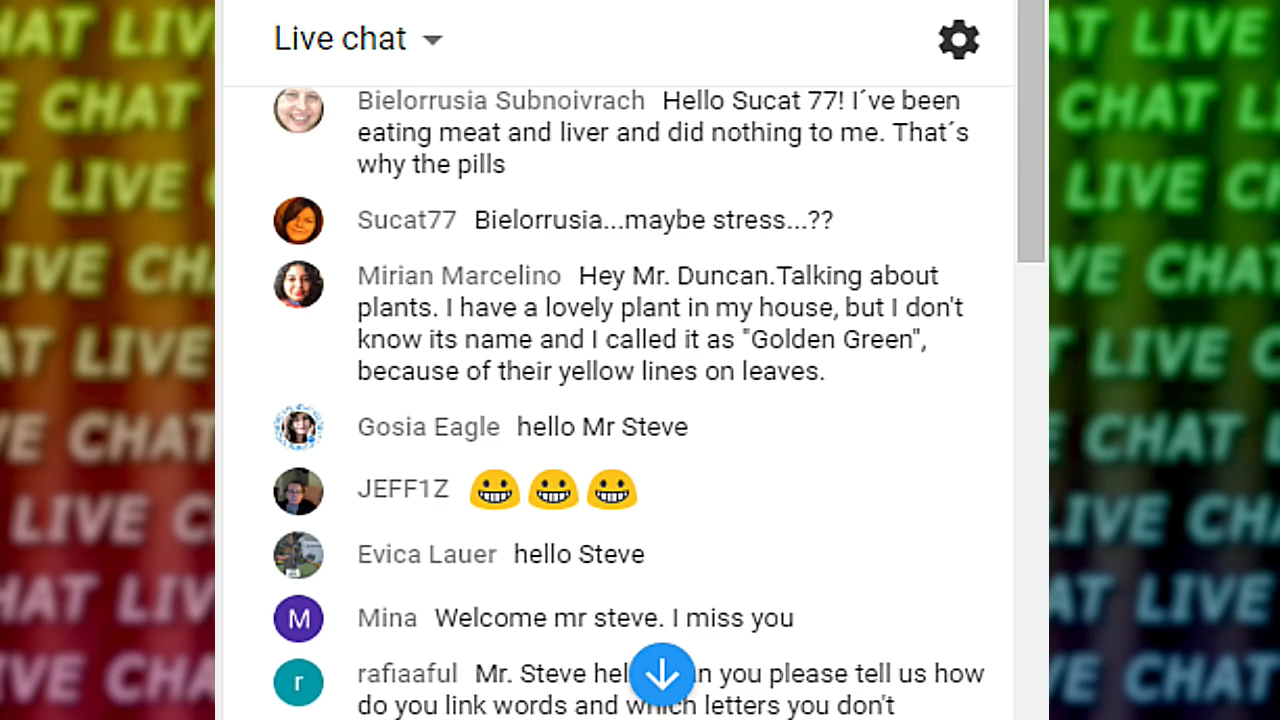 Live chat
Bielorrusia Subnoivrach Hello Sucat 77! I´ve been
eating meat and liver and did nothing to me. That´s
why the pills
Sucat77 Bielorrusia...maybe stress...??
Mirian Marcelino Hey Mr. Duncan.Talking about
plants. I have a lovely plant in my house, but I don't
know its name and I called it as "Golden Green",
because of their yellow lines on leaves.
Gosia Eagle hello Mr Steve
JEFF1Z 😀😀😀
Evica Lauer hello Steve
M
Mina Welcome mr steve. I miss you
r
rafiaaful Mr. Steve you please tell us how
do you link words and which letters you don't